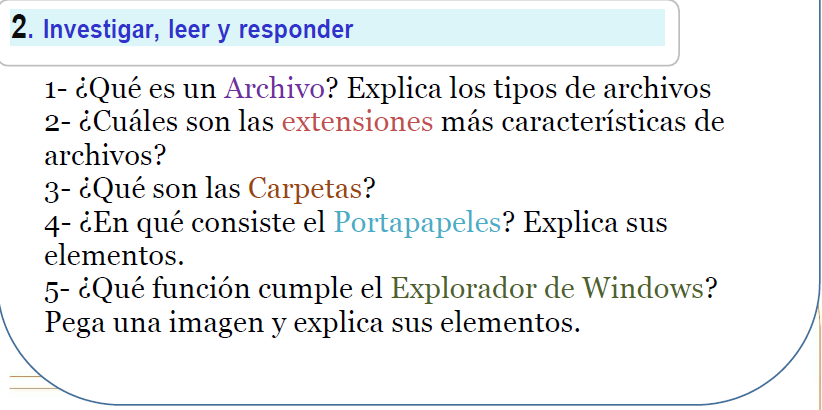 2. Investigar, leer y responder
1- ¿Qué es un Archivo? Explica los tipos de archivos
2- ¿Cuáles son las extensiones más características de
archivos?
3- ¿Qué son las Carpetas?
4- ¿En qué consiste el Portapapeles? Explica sus
elementos.
5- ¿Qué función cumple el Explorador de Windows?
Pega una imagen y explica sus elementos.